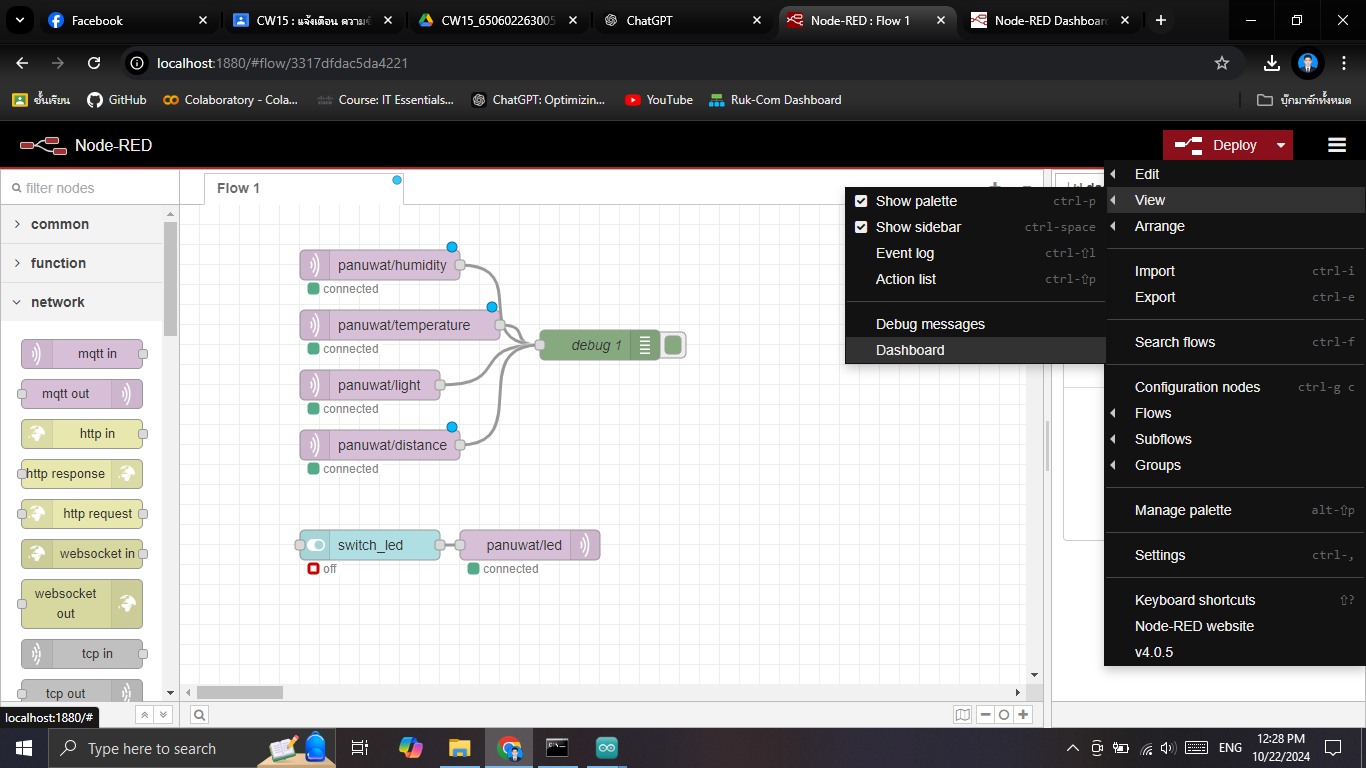 Facebook
CW15 : แจ้งเตือน ความชื
CW15_650602263005
ChatGPT
Node-RED : Flow 1
Node-RED Dashboard
localhost:1880/#flow/3317dfdac5da4221
ชั้นเรียน
GitHub
Colaboratory - Cola...
Course: IT Essentials...
ChatGPT: Optimizin...
YouTube
Ruk-Com Dashboard
บุ๊กมาร์กทั้งหมด
Node-RED
Deploy
filter nodes
common
function
network
mqtt in
mqtt out
http in
http response
http request
websocket in
websocket
out
tcp in
tcp out
Flow 1
panuwat/humidity
connected
panuwat/temperature
connected
panuwat/light
connected
panuwat/distance
connected
debug 1
switch_led
off
panuwat/led
connected
Show palette ctrl-p
Show sidebar ctrl-space
Event log ctrl-⇧l
Action list ctrl-⇧p
Debug messages
Dashboard
Edit
View
Arrange
Import ctrl-i
Export ctrl-e
Search flows ctrl-f
Configuration nodes ctrl-g c
Flows
Subflows
Groups
Manage palette alt-⇧p
Settings ctrl-,
Keyboard shortcuts ⇧?
Node-RED website
v4.0.5
localhost:1880/#
Type here to search
ENG
12:28 PM
10/22/2024